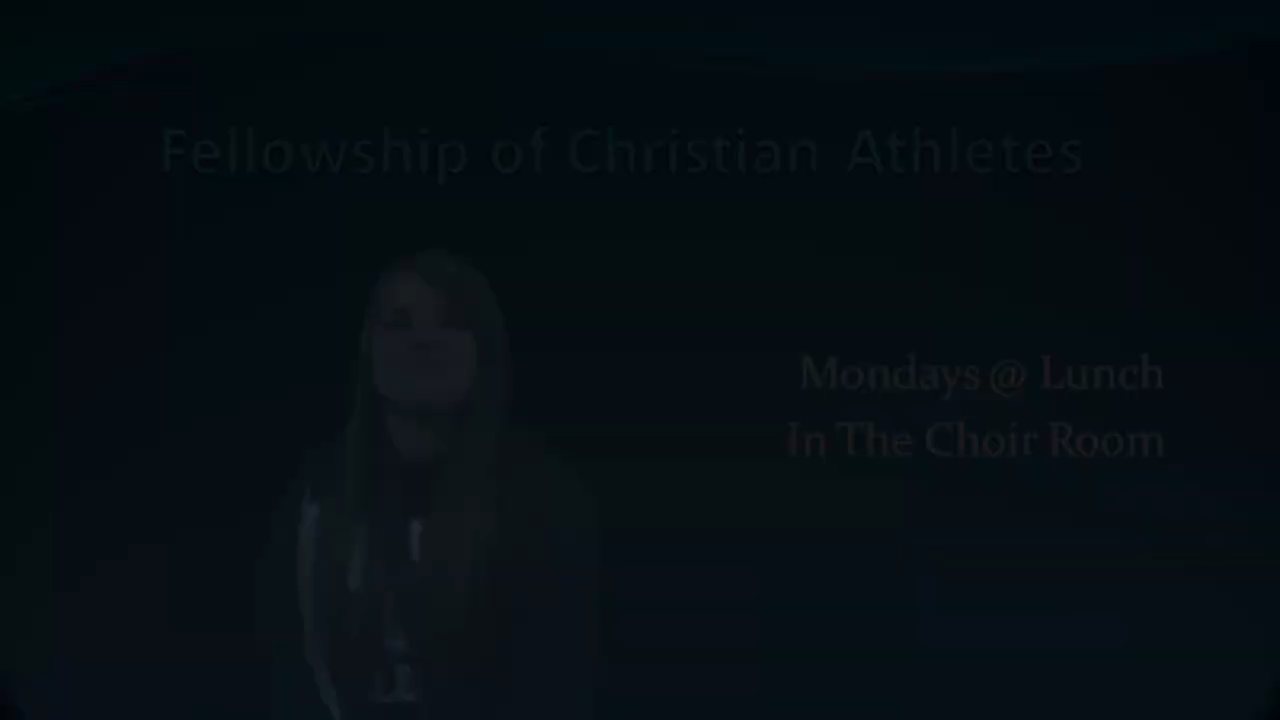 Fellowship of Christian Athletes
Mondays @ Lunch
In The Choir Room